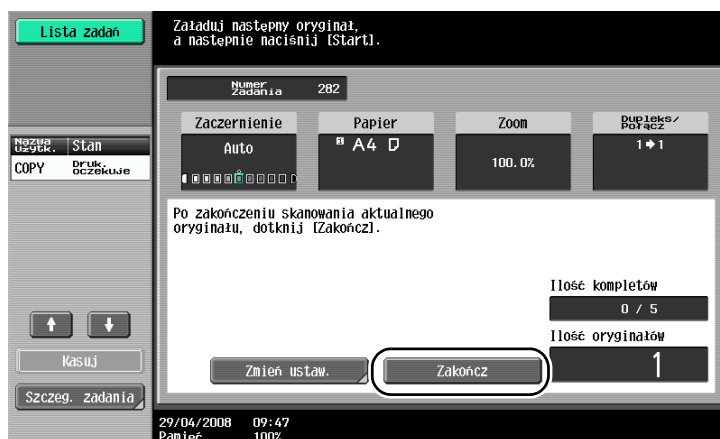 Lista zadań
Załaduj następny oryginał,
a następnie naciśnij [Start].
Numer
Zadania 282
Zaczernienie Papier Zoom Dupleks/
Połącz
Nazwa
użytk. Stan
Auto 1 A4 100.0% 1 1
COPY Druk.
oczekuje
Po zakończeniu skanowania aktualnego
oryginału, dotknij [Zakończ].
Ilość kompletów
0 / 5
Ilość oryginałów
1
Kasuj
Zmień ustaw. Zakończ
Szczeg. zadania
29/04/2008 09:47
Pamięć 100%